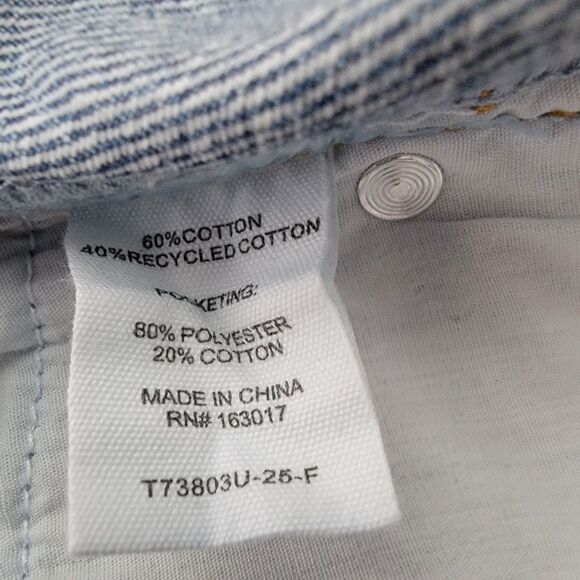 60%COTTON
40%RECYCLED COTTON
POCKETING:
80% POLYESTER
20% COTTON
MADE IN CHINA
RN# 163017
T73803U-25-F